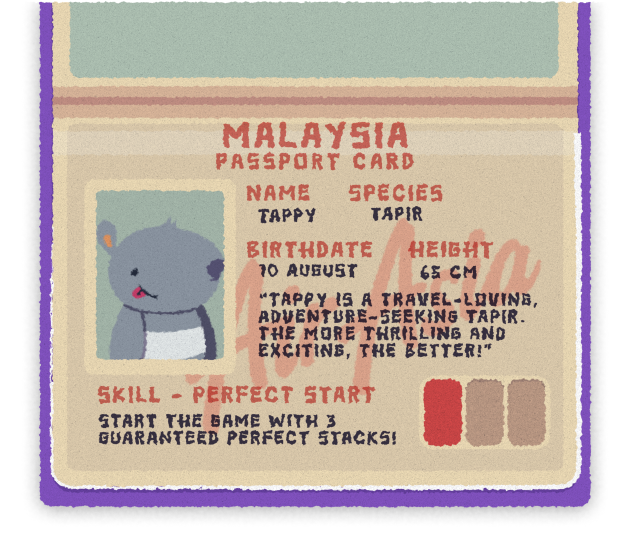 MALAYSIA
PASSPORT CARD
NAME SPECIES
TAPPY TAPIR
BIRTHDATE HEIGHT
10 AUGUST 65 CM
"TAPPY IS A TRAVEL-LOVING,
ADVENTURE-SEEKING TAPIR.
THE MORE THRILLING AND
EXCITING, THE BETTER!"
AirAsia
SKILL - PERFECT START
START THE GAME WITH 3
GUARANTEED PERFECT STACKS!